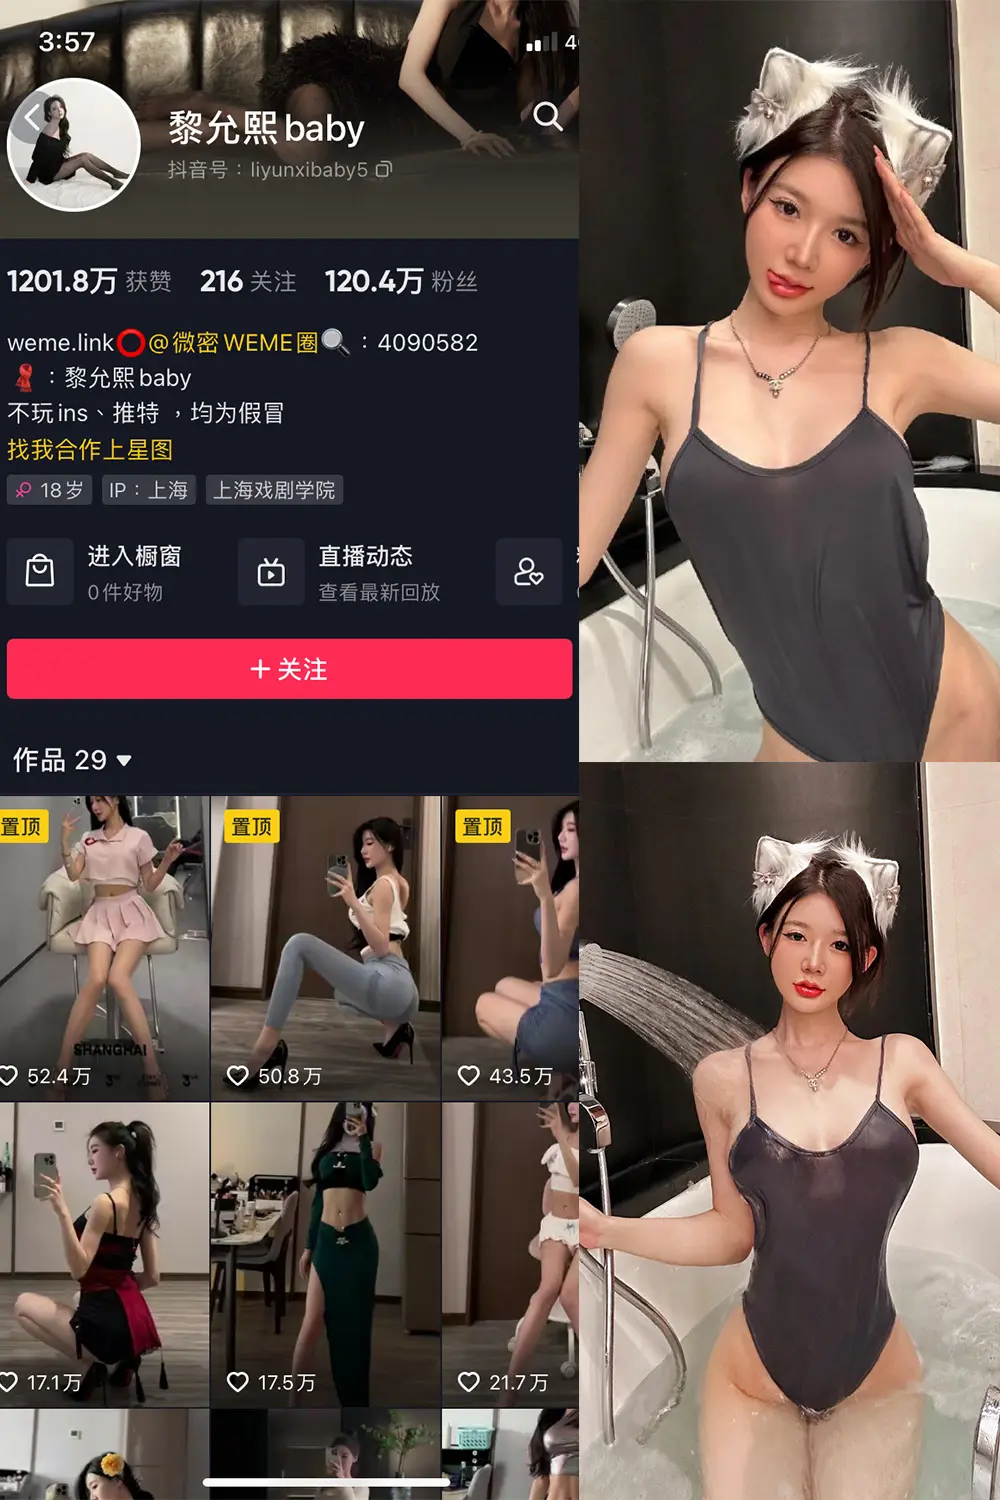 3:57
4
黎允熙baby
抖音号：liyunxibaby5
1201.8万 获赞 216 关注 120.4万 粉丝
weme.link⭕@微密WEME圈🔍：4090582
：黎允熙baby
不玩ins、推特，均为假冒
找我合作上星图
18岁 IP：上海 上海戏剧学院
进入橱窗 直播动态
0件好物 查看最新回放
+ 关注
作品 29
置顶 置顶 置顶
SHANGHAI
52.4万 50.8万 43.5万
17.1万 17.5万 21.7万